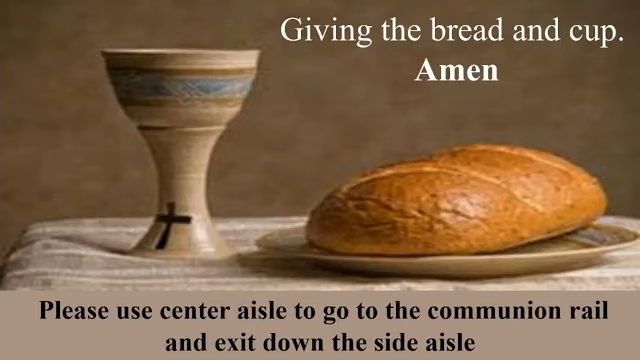 Giving the bread and cup.
Amen
Please use center aisle to go to the communion rail
and exit down the side aisle